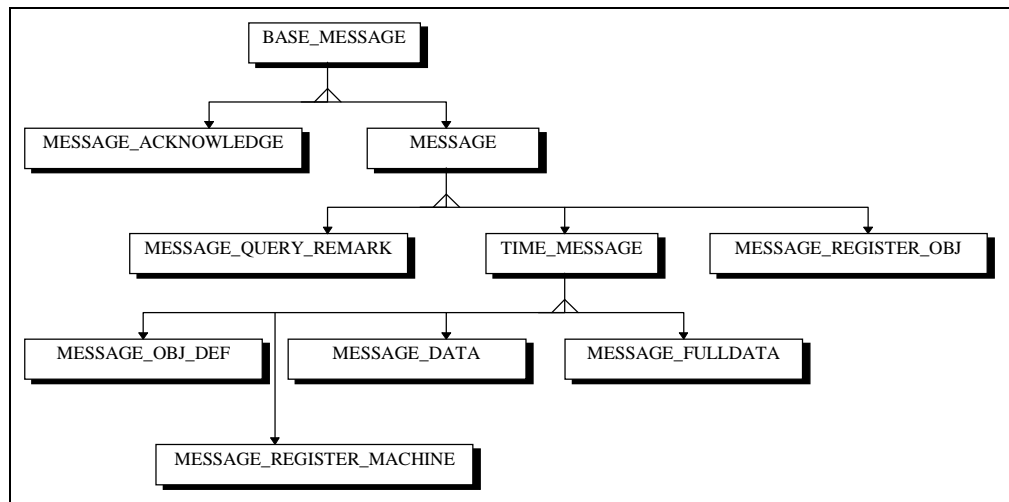 BASE_MESSAGE
MESSAGE_ACKNOWLEDGE
MESSAGE
MESSAGE_QUERY_REMARK
TIME_MESSAGE
MESSAGE_REGISTER_OBJ
MESSAGE_OBJ_DEF
MESSAGE_DATA
MESSAGE_FULLDATA
MESSAGE_REGISTER_MACHINE